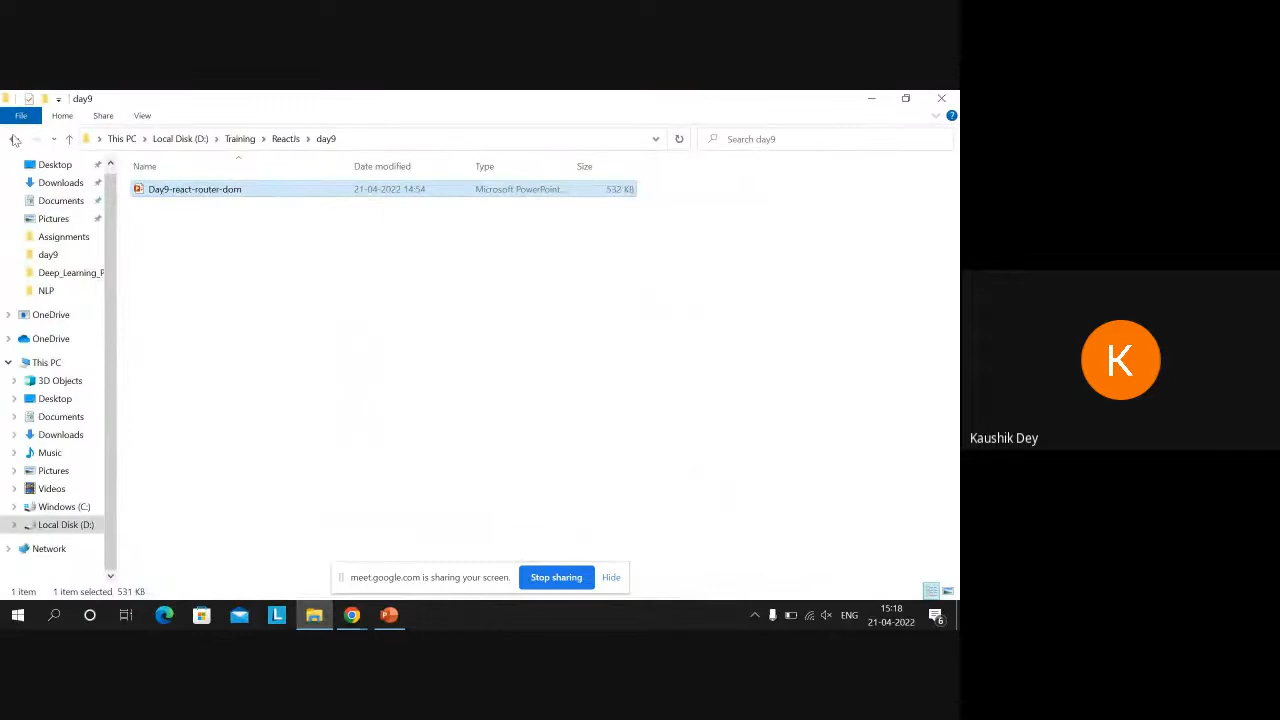 day9
File Home Share View
This PC Local Disk (D:) Training ReactJs day9
Search day9
Name Date modified Type Size
Day9-react-router-dom 21-04-2022 14:54 Microsoft PowerPoint... 532 KB
Desktop
Downloads
Documents
Pictures
Assignments
day9
Deep_Learning_P
NLP
OneDrive
OneDrive
This PC
3D Objects
Desktop
Documents
Downloads
Music
Pictures
Videos
Windows (C:)
Local Disk (D:)
Network
meet.google.com is sharing your screen. Stop sharing Hide
1 item 1 item selected 531 KB
L
ENG
15:18
21-04-2022
6
K
Kaushik Dey